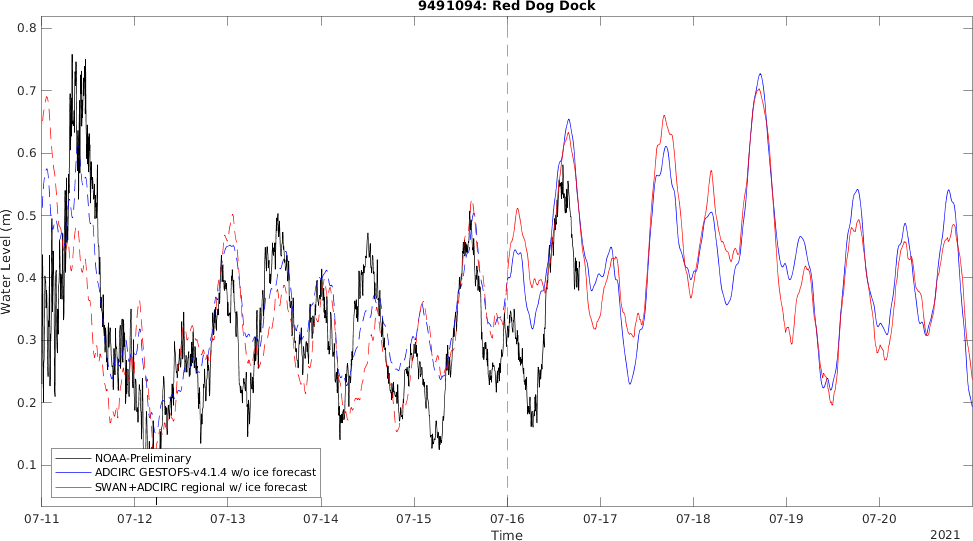 9491094: Red Dog Dock
Water Level (m)
0.8
0.7
0.6
0.5
0.4
0.3
0.2
0.1
NOAA-Preliminary
ADCIRC GESTOFS-v4.1.4 w/o ice forecast
SWAN+ADCIRC regional w/ ice forecast
07-11 07-12 07-13 07-14 07-15 07-16 07-17 07-18 07-19 07-20
Time
2021